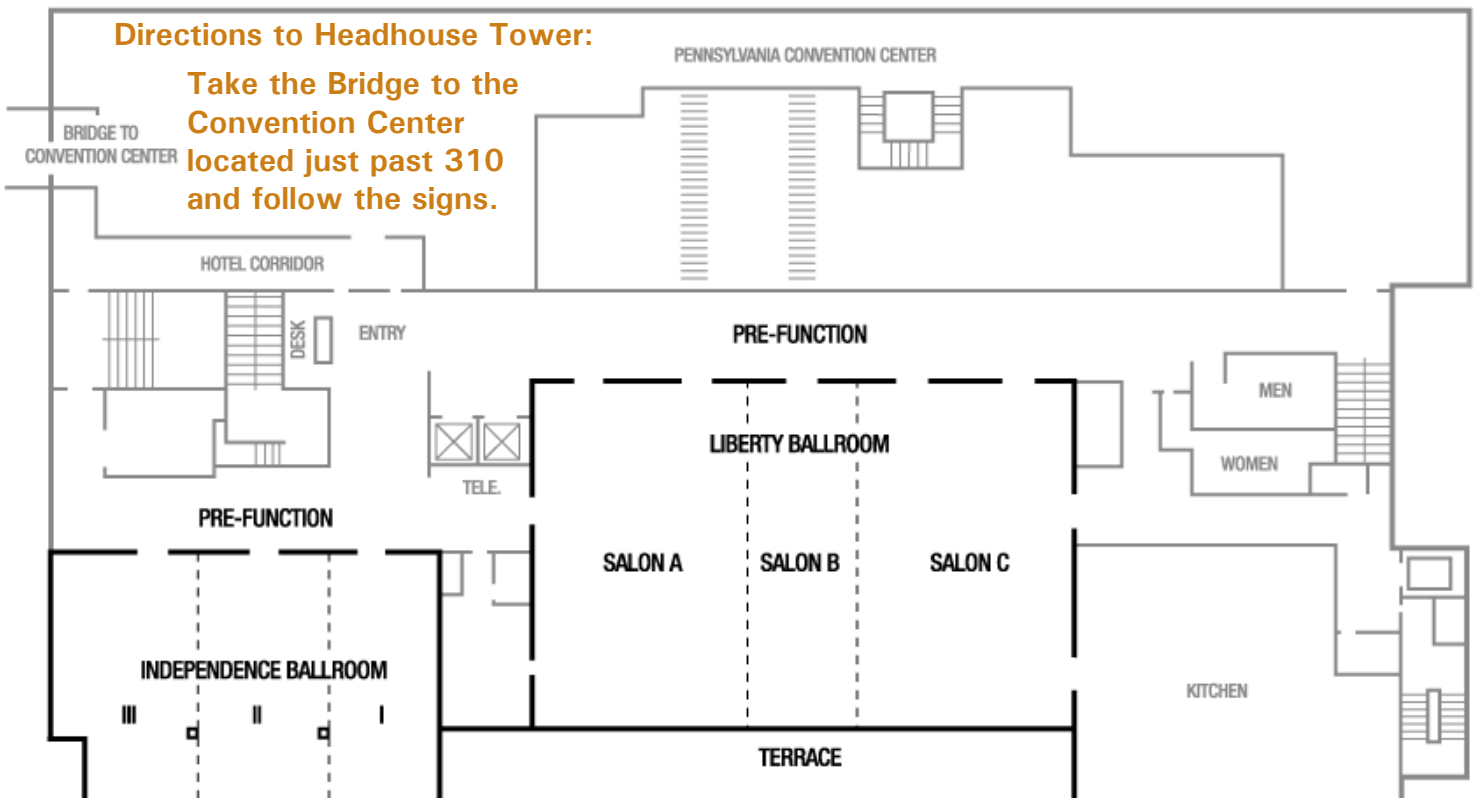 Directions to Headhouse Tower:
Take the Bridge to the
Convention Center
located just past 310
and follow the signs.
PENNSYLVANIA CONVENTION CENTER
BRIDGE TO
CONVENTION CENTER
HOTEL CORRIDOR
DESK
ENTRY
PRE-FUNCTION
MEN
WOMEN
LIBERTY BALLROOM
TELE.
PRE-FUNCTION
SALON A
SALON B
SALON C
INDEPENDENCE BALLROOM
III
II
I
KITCHEN
TERRACE